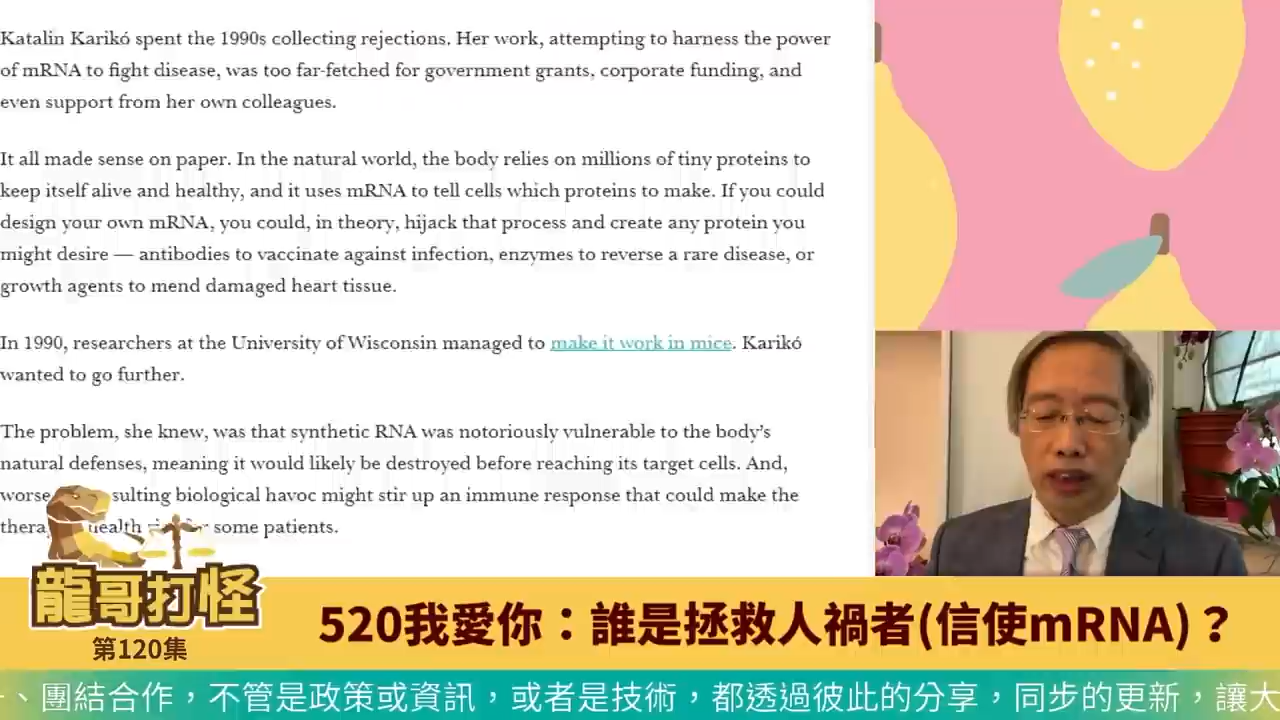 Katalin Karikó spent the 1990s collecting rejections. Her work, attempting to harness the power
of mRNA to fight disease, was too far-fetched for government grants, corporate funding, and
even support from her own colleagues.
It all made sense on paper. In the natural world, the body relies on millions of tiny proteins to
keep itself alive and healthy, and it uses mRNA to tell cells which proteins to make. If you could
design your own mRNA, you could, in theory, hijack that process and create any protein you
might desire — antibodies to vaccinate against infection, enzymes to reverse a rare disease, or
growth agents to mend damaged heart tissue.
In 1990, researchers at the University of Wisconsin managed to make it work in mice. Karikó
wanted to go further.
The problem, she knew, was that synthetic RNA was notoriously vulnerable to the body's
natural defenses, meaning it would likely be destroyed before reaching its target cells. And,
worse sulting biological havoc might stir up an immune response that could make the
thera health some patients.
龍哥打怪
第120集
520我愛你：誰是拯救人禍者(信使mRNA)？
、團結合作，不管是政策或資訊，或者是技術，都透過彼此的分享，同步的更新，讓大